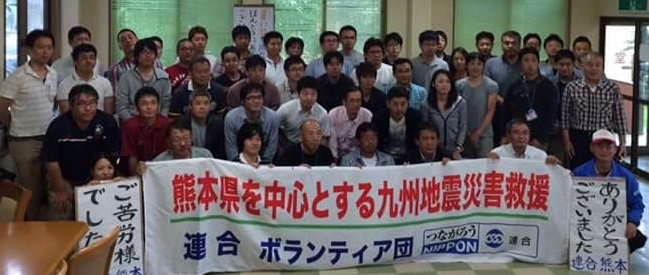 ご苦労様
でした
熊本
熊本県を中心とする九州地震災害救援
連合 ボランティア団
つながろう
NIPPON
連合
ありがとう
ございました
連合 熊本